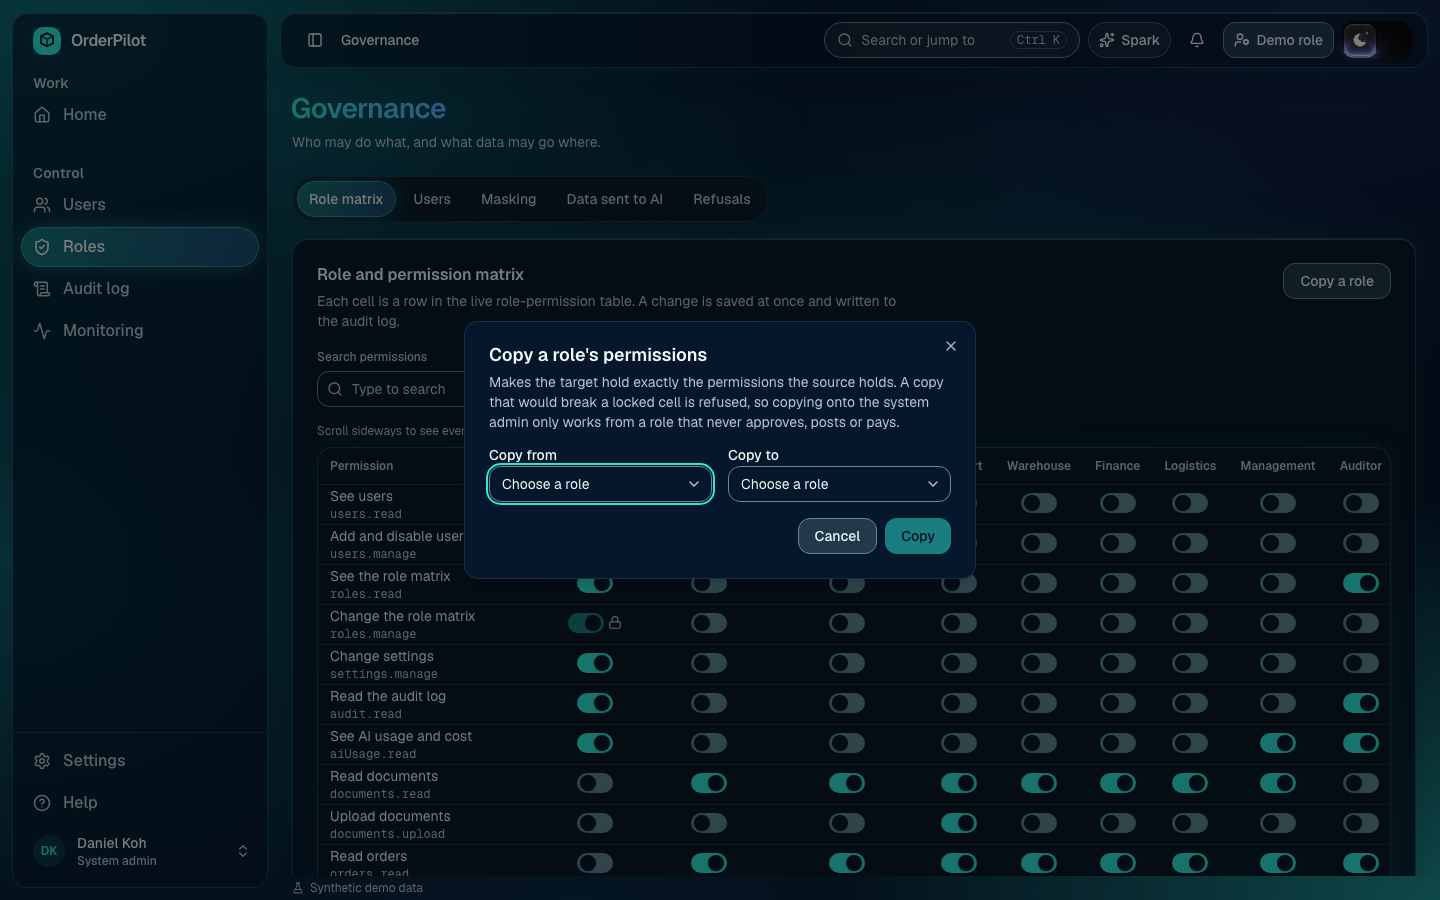 OrderPilot
Work
Home
Control
Users
Roles
Audit log
Monitoring
Settings
Help
DK
Daniel Koh
System admin
Governance
Search or jump to
Ctrl K
Spark
Demo role
Governance
Who may do what, and what data may go where.
Role matrix
Users
Masking
Data sent to AI
Refusals
Role and permission matrix
Each cell is a row in the live role-permission table. A change is saved at once and written to
the audit log.
Copy a role
Search permissions
Type to search
Scroll sideways to see
Copy a role's permissions
Makes the target hold exactly the permissions the source holds. A copy
that would break a locked cell is refused, so copying onto the system
admin only works from a role that never approves, posts or pays.
Copy from
Copy to
Choose a role
Choose a role
Cancel
Copy
Permission
Warehouse
Finance
Logistics
Management
Auditor
See users
users.read
Add and disable
users.manage
See the role matrix
roles.read
Change the role matrix
roles.manage
Change settings
settings.manage
Read the audit log
audit.read
See AI usage and cost
aiUsage.read
Read documents
documents.read
Upload documents
documents.upload
Read orders
orders.read
Synthetic demo data